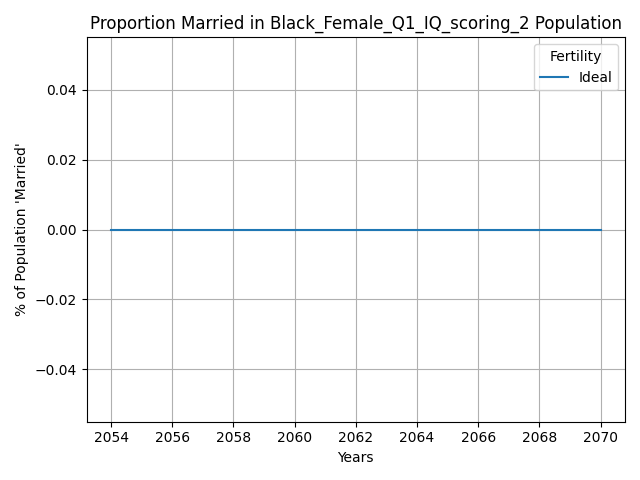 Proportion Married in Black_Female_Q1_IQ_scoring_2 Population
Fertility
Ideal
% of Population 'Married'
0.04
0.02
0.00
−0.02
−0.04
2054 2056 2058 2060 2062 2064 2066 2068 2070
Years